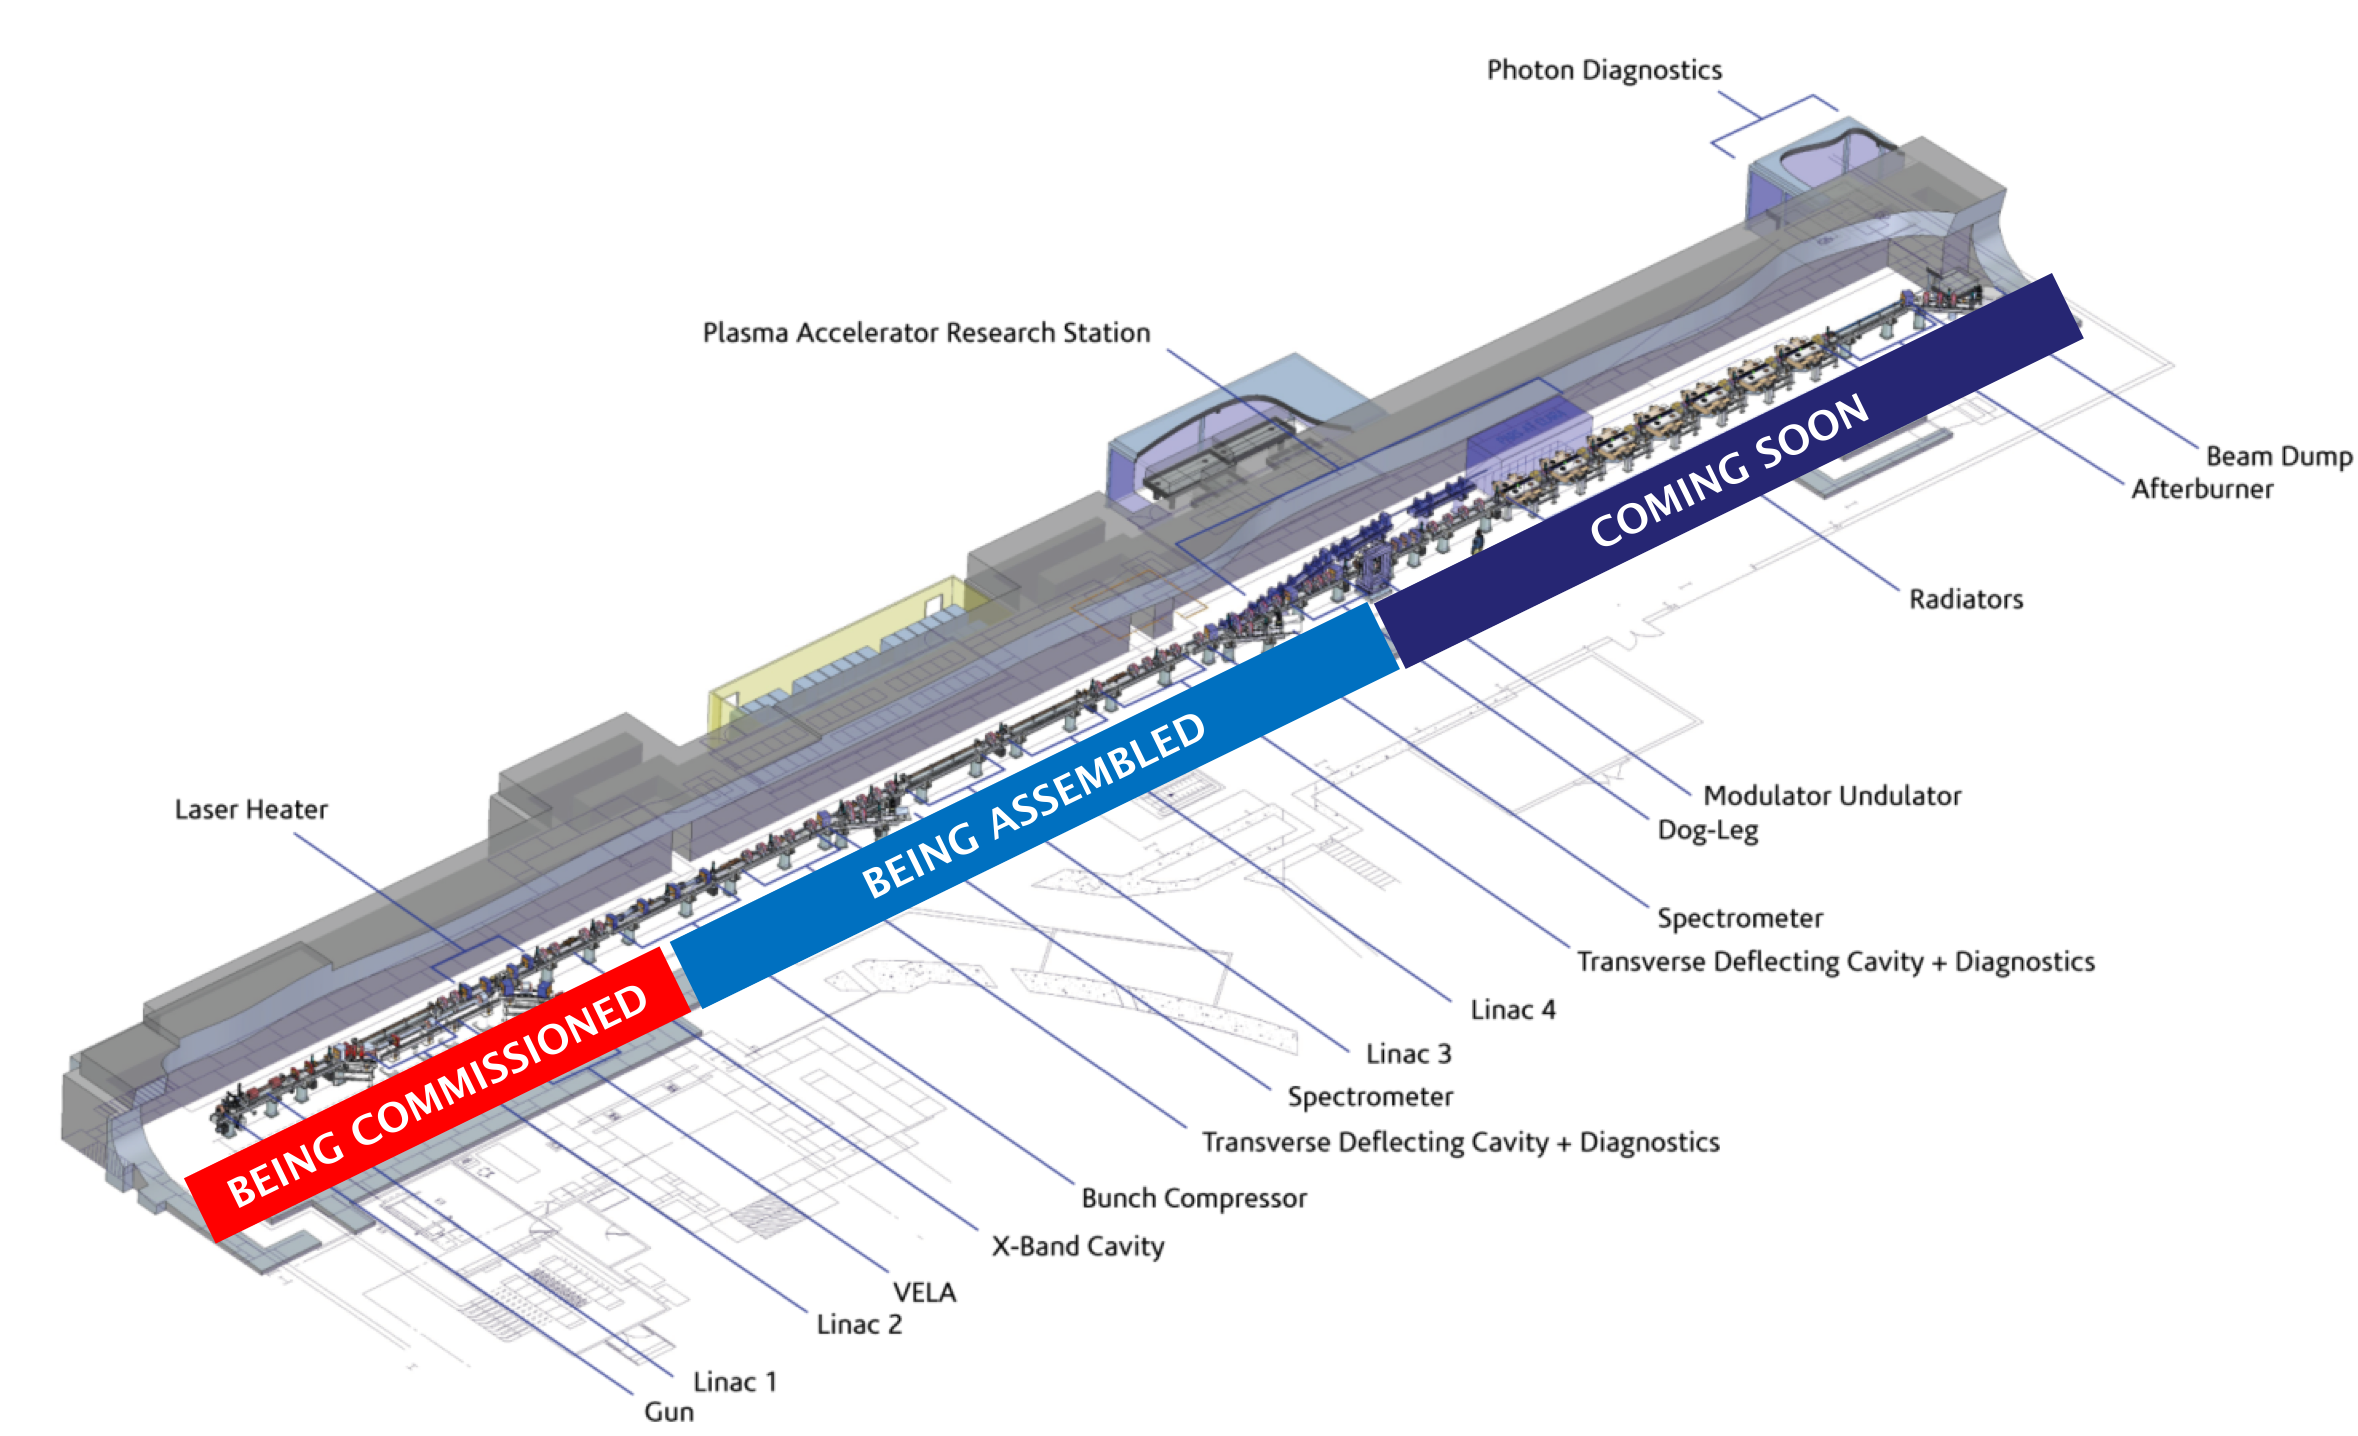 Photon Diagnostics
Plasma Accelerator Research Station
Beam Dump
Afterburner
COMING SOON
Radiators
BEING ASSEMBLED
Modulator Undulator
Dog-Leg
Laser Heater
Spectrometer
Transverse Deflecting Cavity + Diagnostics
Linac 4
BEING COMMISSIONED
Linac 3
Spectrometer
Transverse Deflecting Cavity + Diagnostics
Bunch Compressor
X-Band Cavity
VELA
Linac 2
Linac 1
Gun